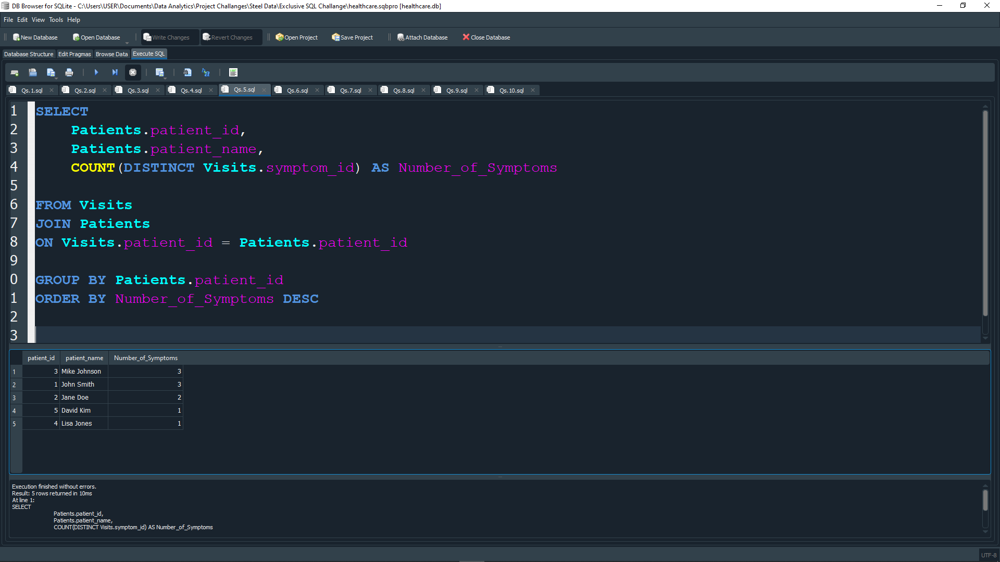 DB Browser for SQLite - C:\Users\USER\Documents\Data Analytics\Project Challanges\Steel Data\Exclusive SQL Challange\healthcare.sqbpro [healthcare.db]
File Edit View Tools Help
New Database Open Database Write Changes Revert Changes Open Project Save Project Attach Database Close Database
Database Structure Edit Pragmas Browse Data Execute SQL
Qs.1.sql Qs.2.sql Qs.3.sql Qs.4.sql Qs.5.sql Qs.6.sql Qs.7.sql Qs.8.sql Qs.9.sql Qs.10.sql
1 SELECT
2 Patients.patient_id,
3 Patients.patient_name,
4 COUNT(DISTINCT Visits.symptom_id) AS Number_of_Symptoms
5
6 FROM Visits
7 JOIN Patients
8 ON Visits.patient_id = Patients.patient_id
9
0 GROUP BY Patients.patient_id
1 ORDER BY Number_of_Symptoms DESC
2
3
patient_id patient_name Number_of_Symptoms
1 3 Mike Johnson 3
2 1 John Smith 3
3 2 Jane Doe 2
4 5 David Kim 1
5 4 Lisa Jones 1
Execution finished without errors.
Result: 5 rows returned in 10ms
At line 1:
SELECT
Patients.patient_id,
Patients.patient_name,
COUNT(DISTINCT Visits.symptom_id) AS Number_of_Symptoms
UTF-8